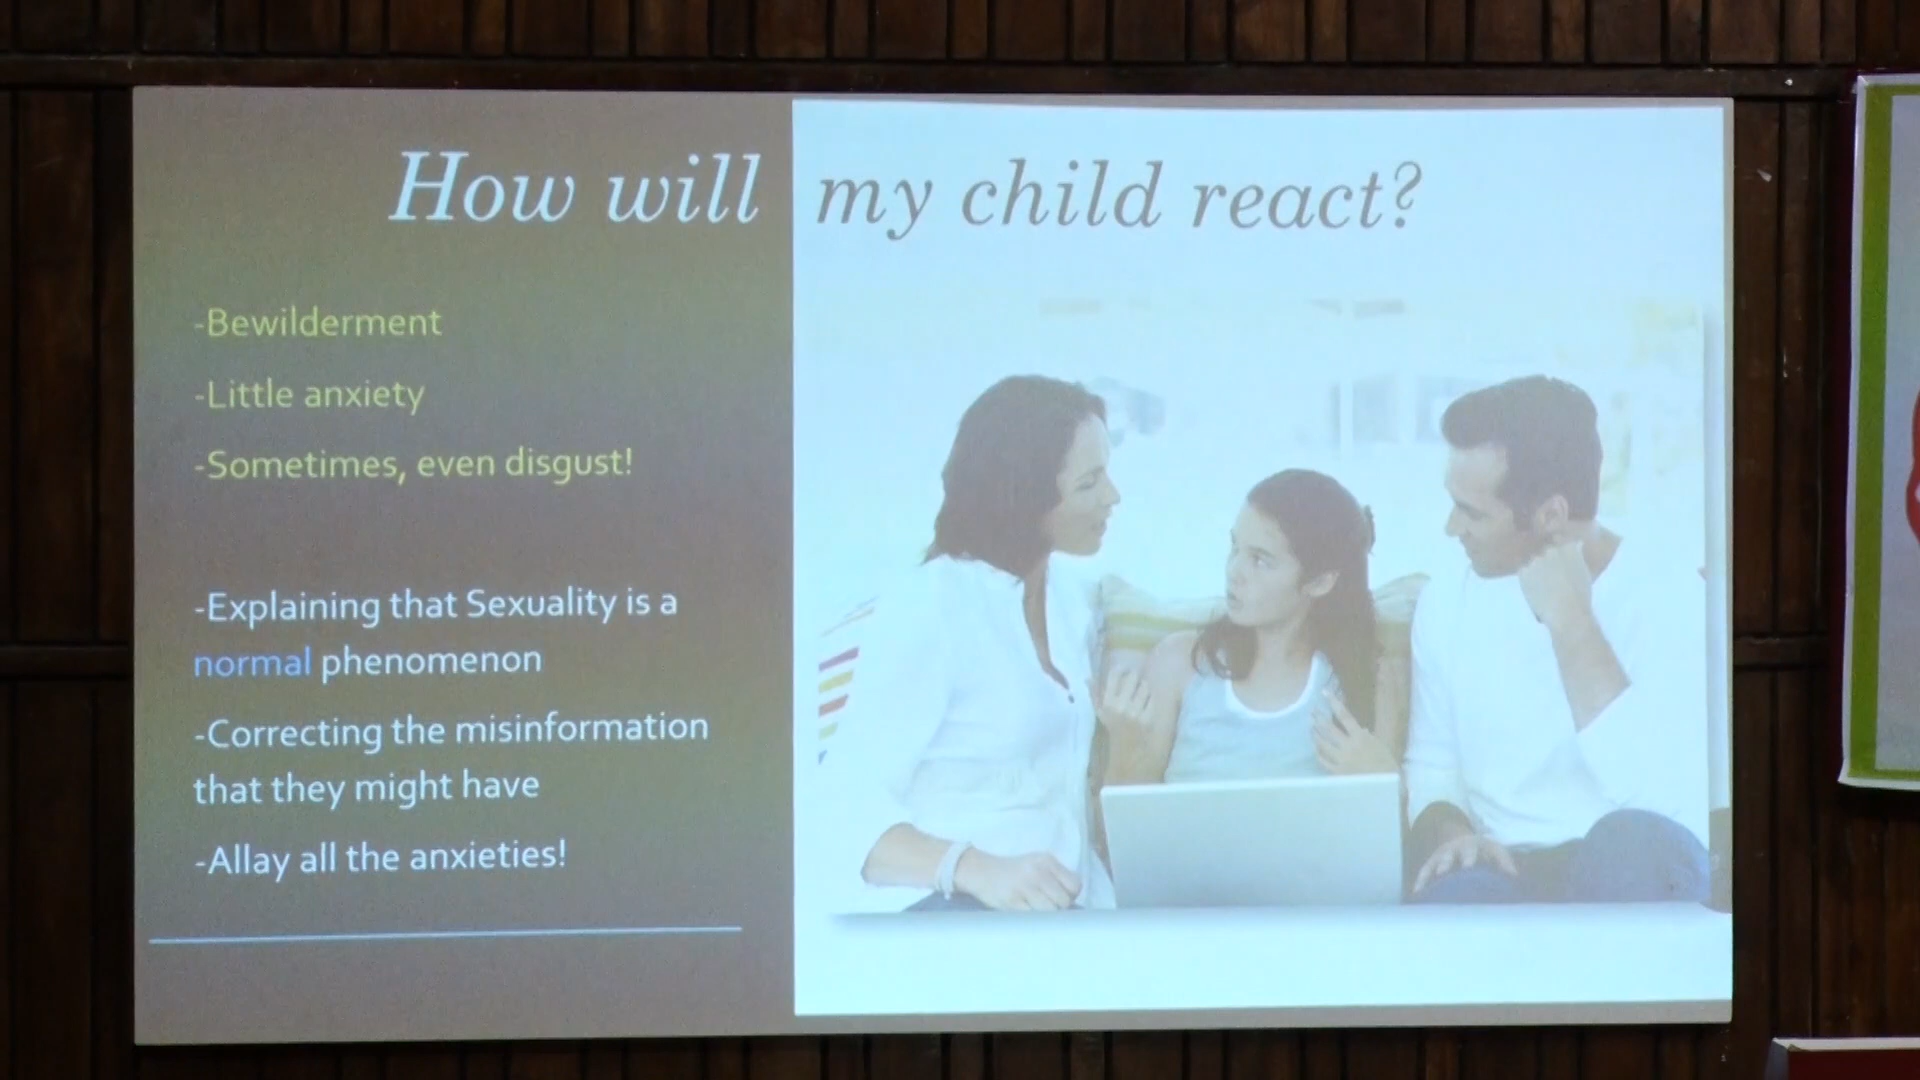 How will my child react?
-Bewilderment
-Little anxiety
-Sometimes, even disgust!
-Explaining that Sexuality is a
normal phenomenon
-Correcting the misinformation
that they might have
-Allay all the anxieties!